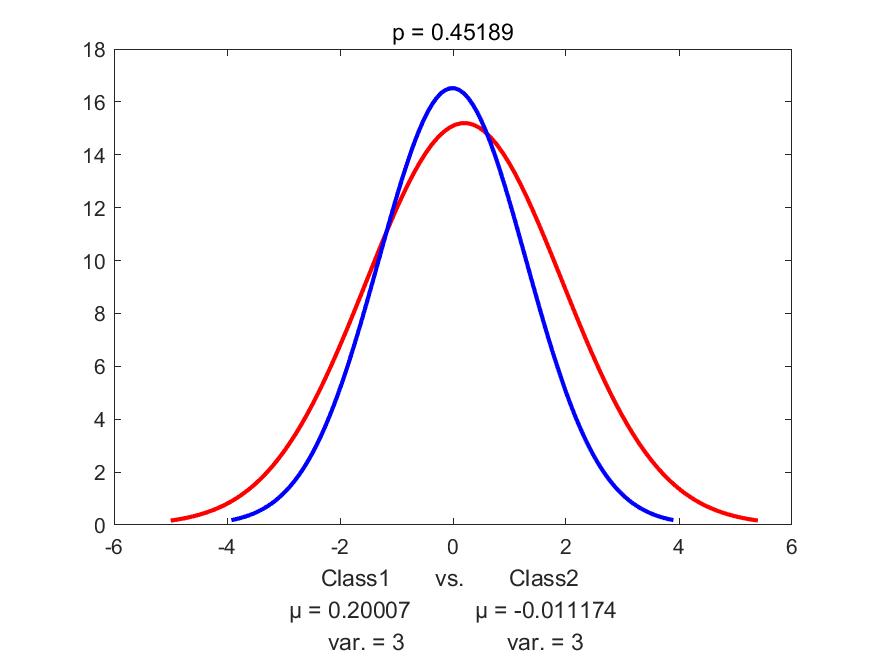 p = 0.45189
18
16
14
12
10
8
6
4
2
0
-6 -4 -2 0 2 4 6
Class1 vs. Class2
μ = 0.20007 μ = -0.011174
var. = 3 var. = 3